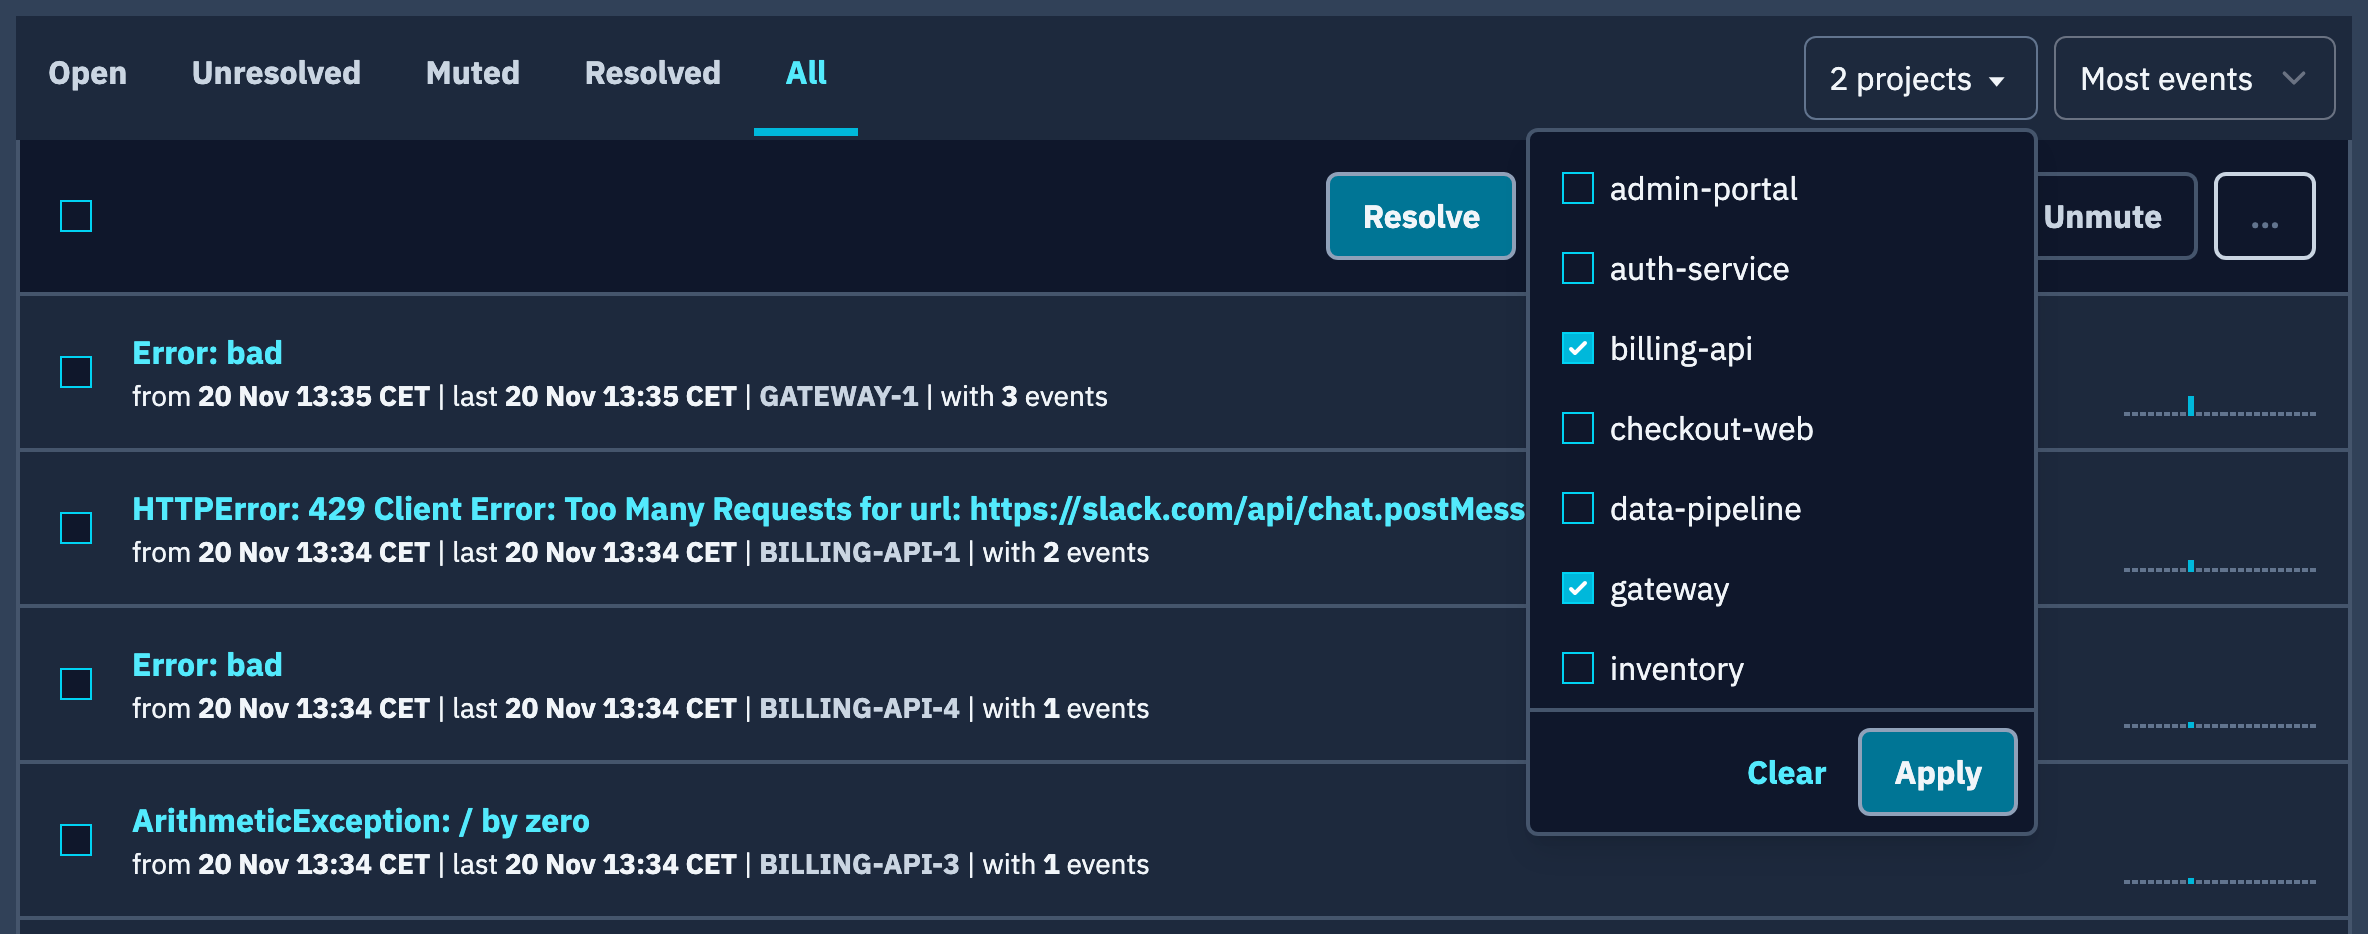 Open Unresolved Muted Resolved All 2 projects Most events
Resolve Unmute ...
admin-portal
auth-service
billing-api
checkout-web
data-pipeline
gateway
inventory
Clear Apply
Error: bad
from 20 Nov 13:35 CET | last 20 Nov 13:35 CET | GATEWAY-1 | with 3 events
HTTPError: 429 Client Error: Too Many Requests for url: https://slack.com/api/chat.postMess
from 20 Nov 13:34 CET | last 20 Nov 13:34 CET | BILLING-API-1 | with 2 events
Error: bad
from 20 Nov 13:34 CET | last 20 Nov 13:34 CET | BILLING-API-4 | with 1 events
ArithmeticException: / by zero
from 20 Nov 13:34 CET | last 20 Nov 13:34 CET | BILLING-API-3 | with 1 events